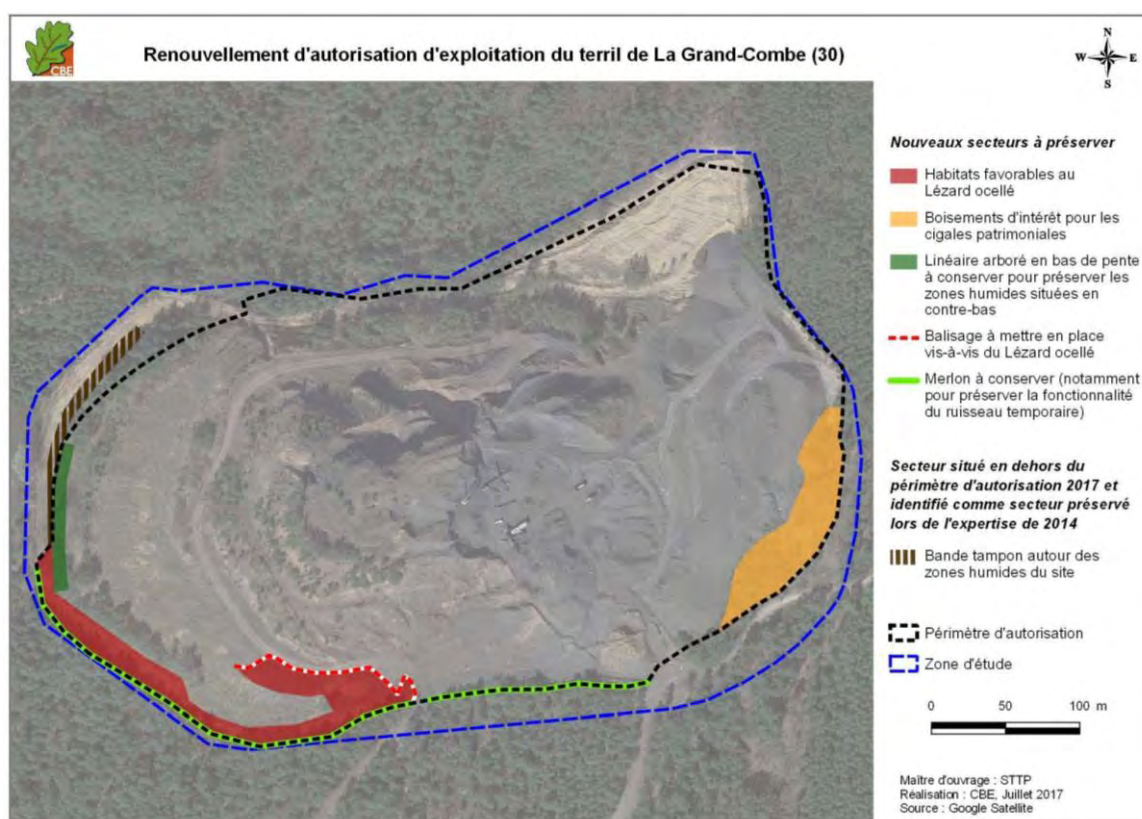 CBE
Renouvellement d'autorisation d'exploitation du terril de La Grand-Combe (30)
N
W E
S
Nouveaux secteurs à préserver
Habitats favorables au
Lézard ocellé
Boisements d'intérêt pour les
cigales patrimoniales
Linéaire arboré en bas de pente
à conserver pour préserver les
zones humides situées en
contre-bas
Balisage à mettre en place
vis-à-vis du Lézard ocellé
Merlon à conserver (notamment
pour préserver la fonctionnalité
du ruisseau temporaire)
Secteur situé en dehors du
périmètre d'autorisation 2017 et
identifié comme secteur préservé
lors de l'expertise de 2014
Bande tampon autour des
zones humides du site
Périmètre d'autorisation
Zone d'étude
0 50 100 m
Maître d'ouvrage : STTP
Réalisation : CBE, Juillet 2017
Source : Google Satellite